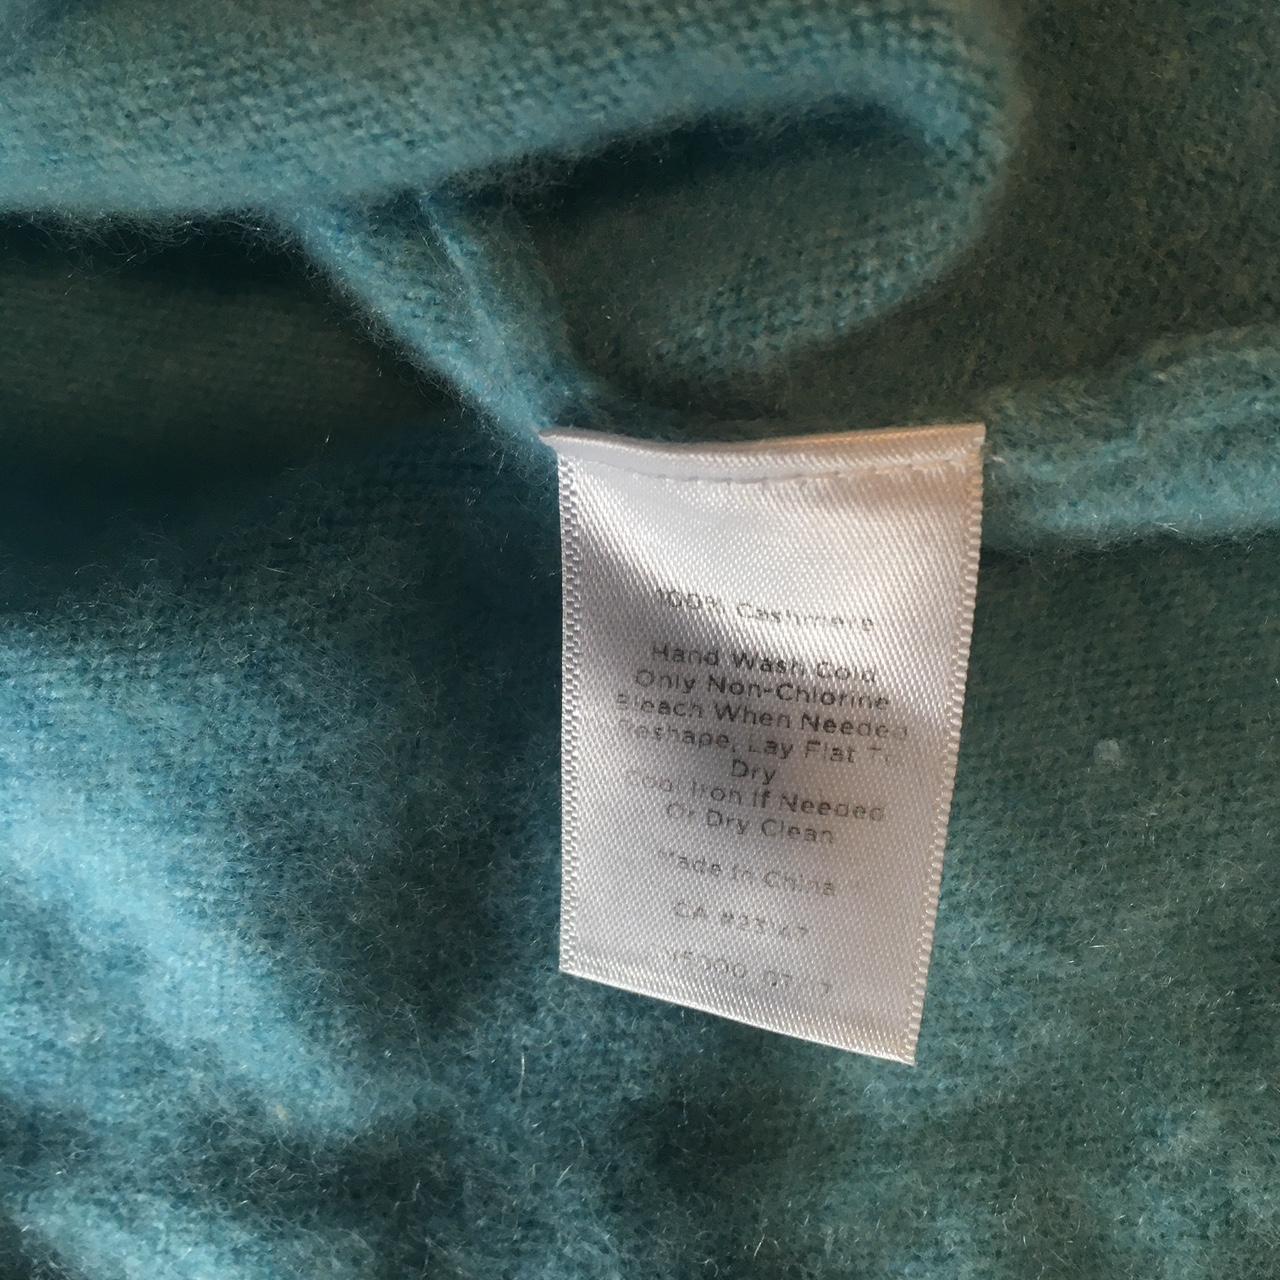 100% Cashmere
Hand Wash Cold
Only Non-Chlorine
Bleach When Needed
Reshape, Lay Flat To
Dry
Cool Iron If Needed
Or Dry Clean
Made In China
CA